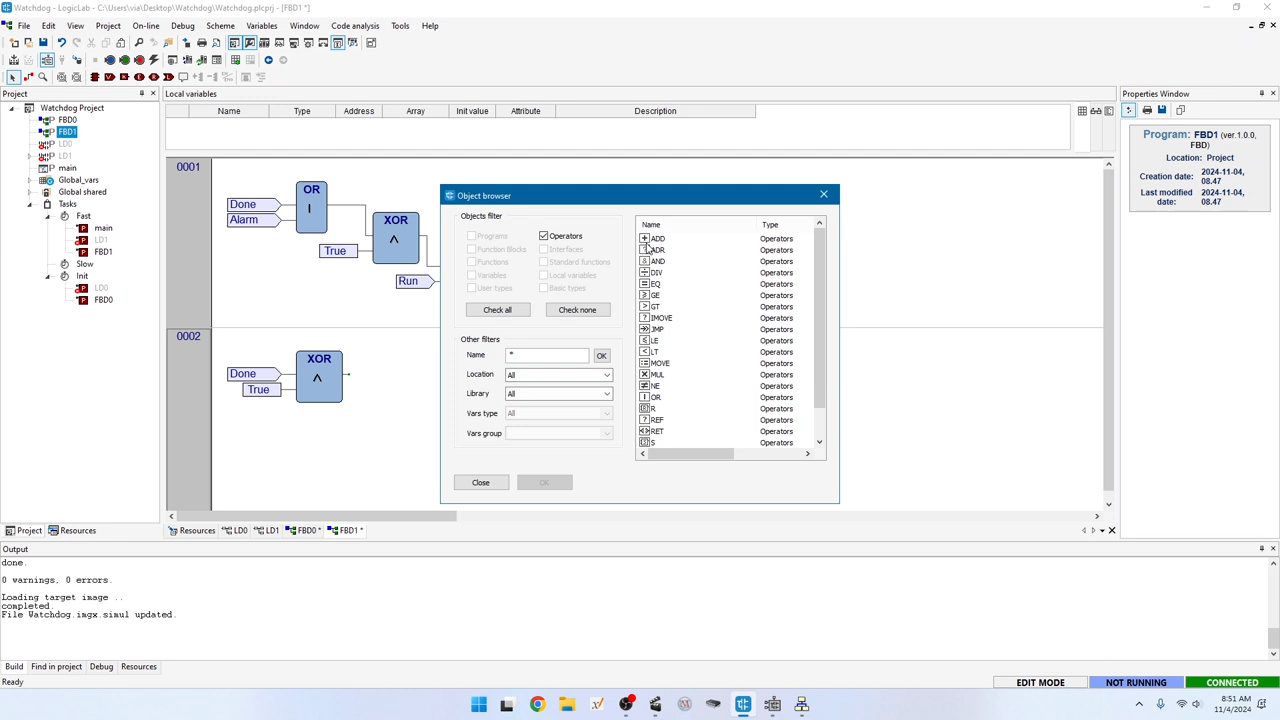 Watchdog - LogicLab - C:\Users\via\Desktop\Watchdog\Watchdog.plcprj - [FBD1 *]
File Edit View Project On-line Debug Scheme Variables Window Code analysis Tools Help
Project
Watchdog Project
FBD0
FBD1
LD0
LD1
main
Global_vars
Global shared
Tasks
Fast
main
LD1
FBD1
Slow
Init
LD0
FBD0
Project Resources
Local variables
Name Type Address Array Init value Attribute Description
0001
OR
Done
Alarm
XOR
True
Run
0002
XOR
Done
True
Object browser
Objects filter
Programs
Operators
Function Blocks
Interfaces
Functions
Standard functions
Variables
Local variables
User types
Basic types
Check all
Check none
Other filters
Name * OK
Location All
Library All
Vars type All
Vars group
Close OK
Name Type
ADD Operators
ADR Operators
AND Operators
DIV Operators
EQ Operators
GE Operators
GT Operators
IMOVE Operators
JMP Operators
LE Operators
LT Operators
MOVE Operators
MUL Operators
NE Operators
OR Operators
R Operators
REF Operators
RET Operators
S Operators
Resources LD0 LD1 FBD0 * FBD1 *
Properties Window
Program: FBD1 (ver.1.0.0, FBD)
Location: Project
Creation date: 2024-11-04, 08.47
Last modified date: 2024-11-04, 08.47
Output
done.
0 warnings, 0 errors.
Loading target image ..
completed.
File Watchdog.imgx.simul updated.
Build Find in project Debug Resources
Ready
EDIT MODE NOT RUNNING CONNECTED
8:51 AM
11/4/2024